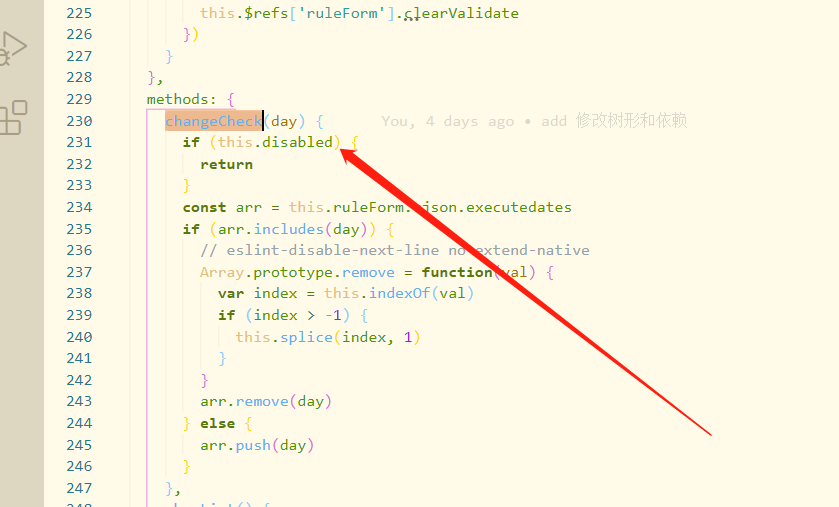 225 this.$refs['ruleForm'].clearValidate
226 })
227 }
228 },
229 methods: {
230 changeCheck(day) { You, 4 days ago • add 修改树形和依赖
231 if (this.disabled) {
232 return
233 }
234 const arr = this.ruleForm. json.executedates
235 if (arr.includes(day)) {
236 // eslint-disable-next-line no-extend-native
237 Array.prototype.remove = function(val) {
238 var index = this.indexOf(val)
239 if (index > -1) {
240 this.splice(index, 1)
241 }
242 }
243 arr.remove(day)
244 } else {
245 arr.push(day)
246 }
247 },